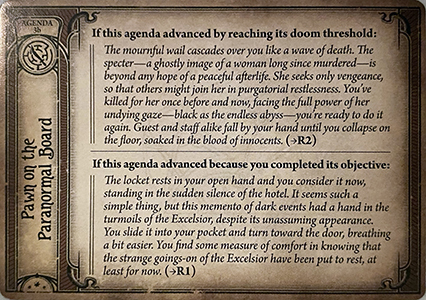 AGENDA
3b
Pawn on the
Paranormal Board
If this agenda advanced by reaching its doom threshold:
The mournful wail cascades over you like a wave of death. The
specter—a ghostly image of a woman long since murdered—is
beyond any hope of a peaceful afterlife. She seeks only vengeance,
so that others might join her in purgatorial restlessness. You've
killed for her once before and now, facing the full power of her
undying gaze—black as the endless abyss—you're ready to do it
again. Guest and staff alike fall by your hand until you collapse on
the floor, soaked in the blood of innocents. (→R2)
If this agenda advanced because you completed its objective:
The locket rests in your open hand and you consider it now,
standing in the sudden silence of the hotel. It seems such a
simple thing, but this memento of dark events had a hand in the
turmoils of the Excelsior, despite its unassuming appearance.
You slide it into your pocket and turn toward the door, breathing
a bit easier. You find some measure of comfort in knowing that
the strange goings-on of the Excelsior have been put to rest, at
least for now. (→R1)